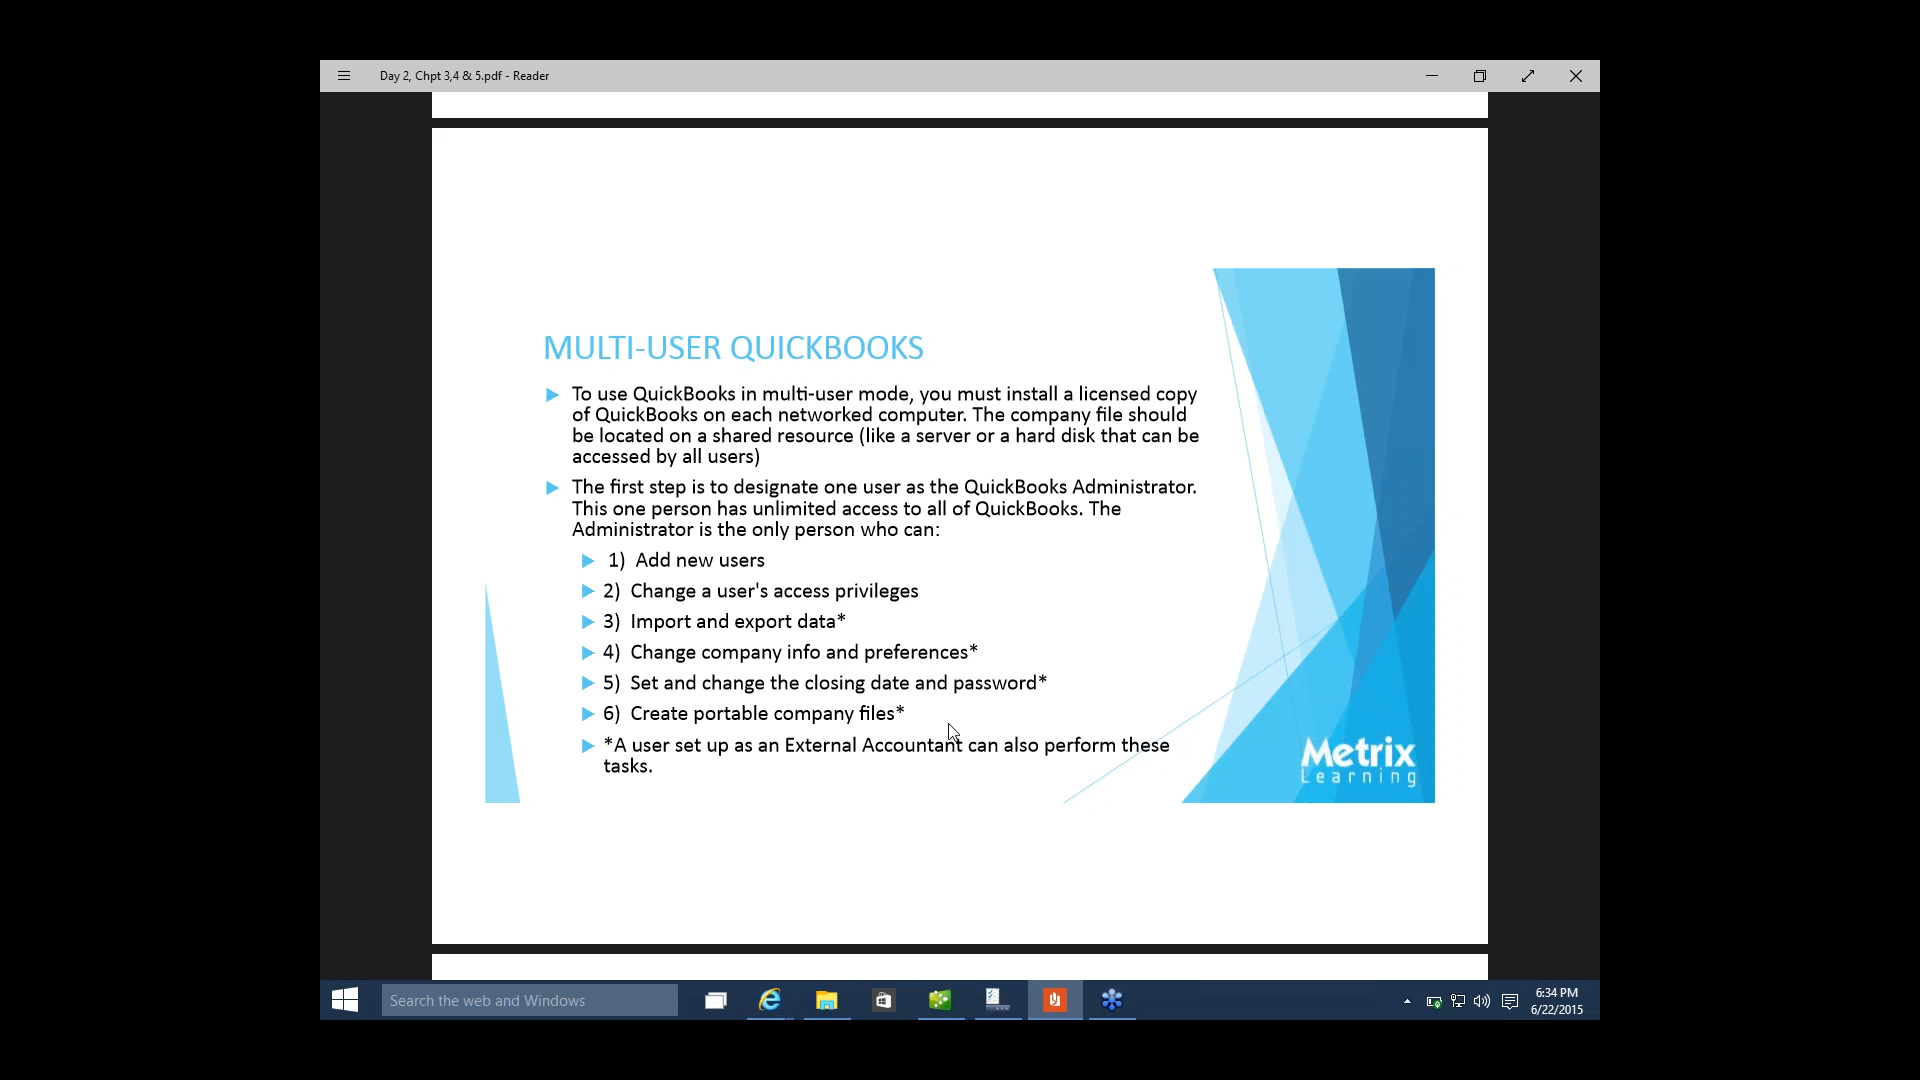 Day 2, Chpt 3,4 & 5.pdf - Reader
MULTI-USER QUICKBOOKS
To use QuickBooks in multi-user mode, you must install a licensed copy
of QuickBooks on each networked computer. The company file should
be located on a shared resource (like a server or a hard disk that can be
accessed by all users)
The first step is to designate one user as the QuickBooks Administrator.
This one person has unlimited access to all of QuickBooks. The
Administrator is the only person who can:
1) Add new users
2) Change a user's access privileges
3) Import and export data*
4) Change company info and preferences*
5) Set and change the closing date and password*
6) Create portable company files*
*A user set up as an External Accountant can also perform these
tasks.
Metrix
Learning
Search the web and Windows
6:34 PM
6/22/2015